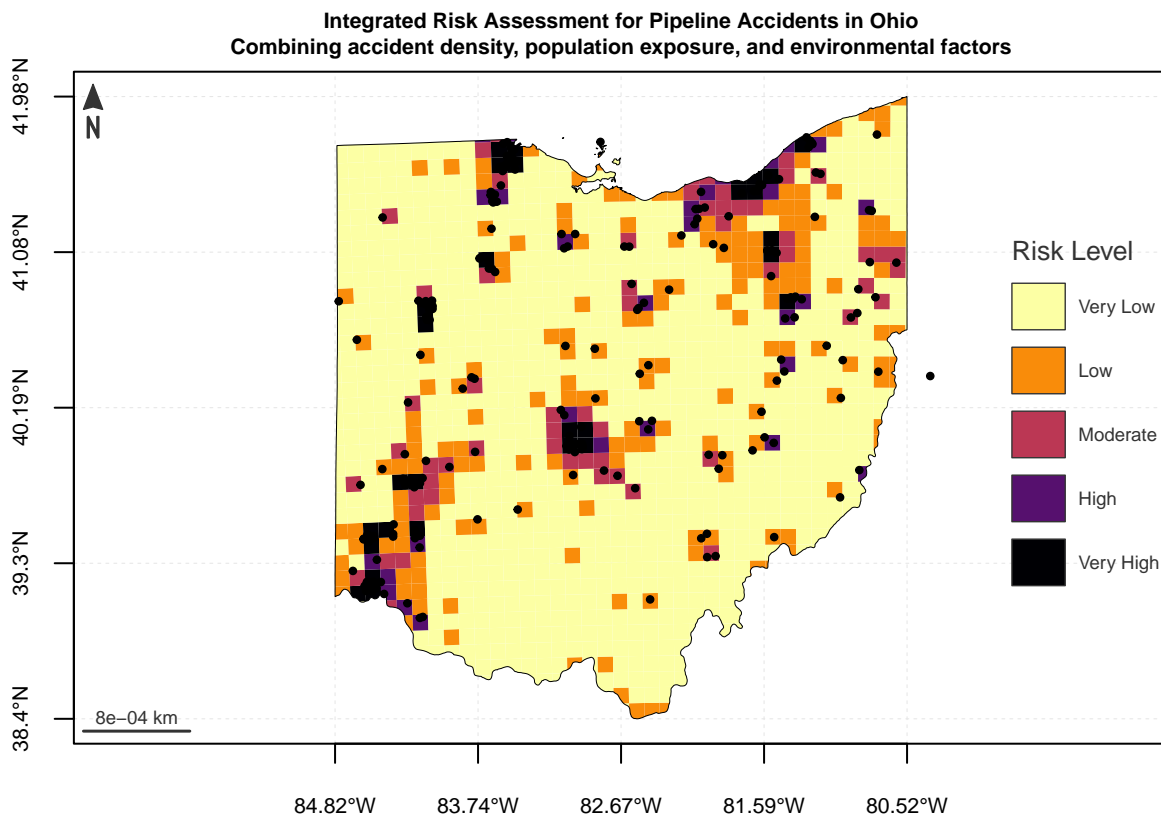 Integrated Risk Assessment for Pipeline Accidents in Ohio
Combining accident density, population exposure, and environmental factors
41.98°N
41.08°N
40.19°N
39.3°N
38.4°N
N
8e−04 km
84.82°W
83.74°W
82.67°W
81.59°W
80.52°W
Risk Level
Very Low
Low
Moderate
High
Very High